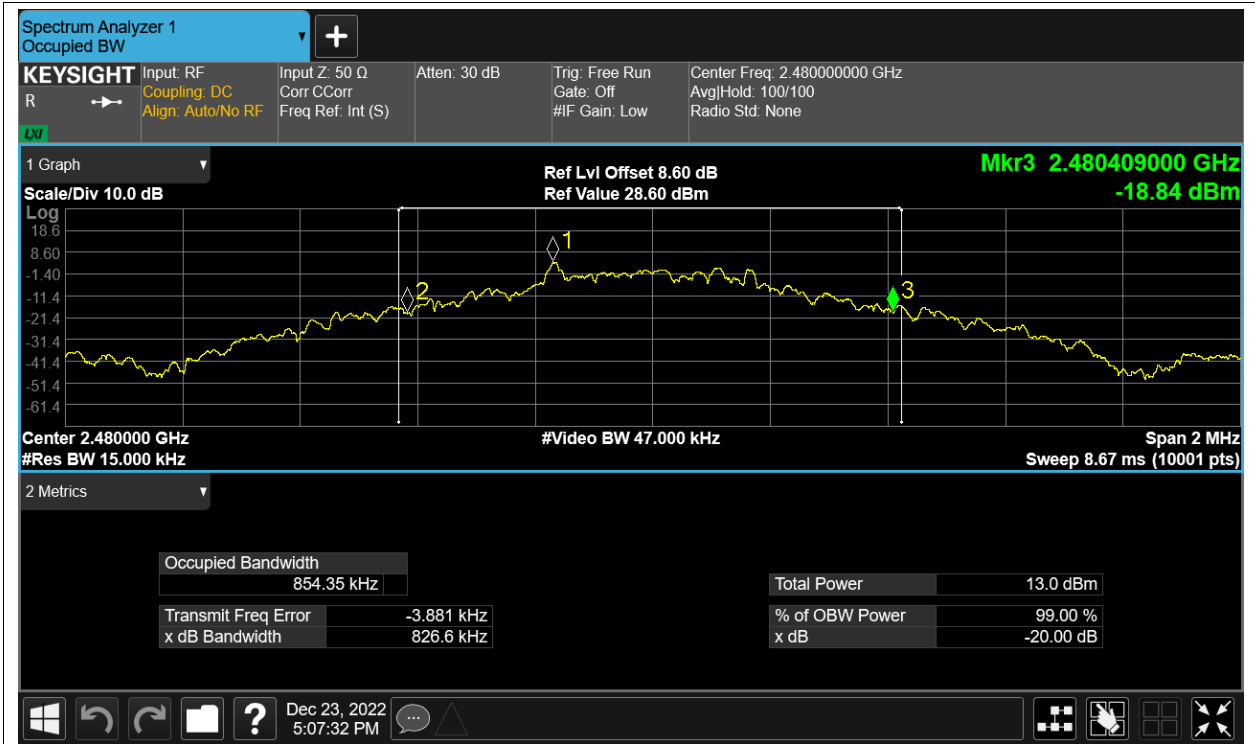 Spectrum Analyzer 1
Occupied BW
KEYSIGHT
R
LXI
Input: RF
Coupling: DC
Align: Auto/No RF
Input Z: 50 Ω
Corr CCorr
Freq Ref: Int (S)
Atten: 30 dB
Trig: Free Run
Gate: Off
#IF Gain: Low
Center Freq: 2.480000000 GHz
Avg|Hold: 100/100
Radio Std: None
1 Graph
Scale/Div 10.0 dB
Ref Lvl Offset 8.60 dB
Ref Value 28.60 dBm
Mkr3 2.480409000 GHz
-18.84 dBm
Log
18.6
8.60
-1.40
-11.4
-21.4
-31.4
-41.4
-51.4
-61.4
1
2
3
Center 2.480000 GHz
#Res BW 15.000 kHz
#Video BW 47.000 kHz
Span 2 MHz
Sweep 8.67 ms (10001 pts)
2 Metrics
Occupied Bandwidth
854.35 kHz
Transmit Freq Error -3.881 kHz
x dB Bandwidth 826.6 kHz
Total Power 13.0 dBm
% of OBW Power 99.00 %
x dB -20.00 dB
?
Dec 23, 2022
5:07:32 PM